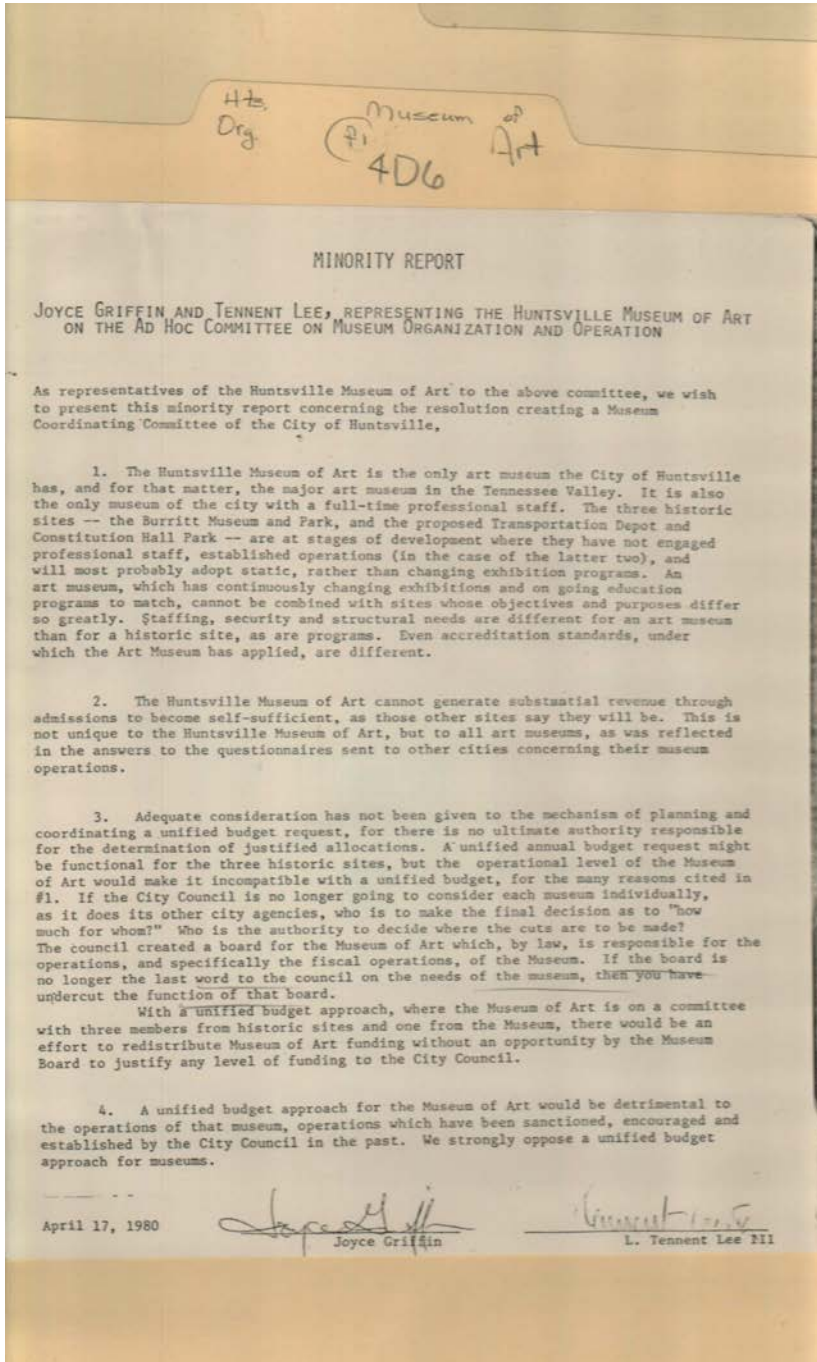 Hts. Museum of
Org. Art
4D6
MINORITY REPORT
JOYCE GRIFFIN AND TENNENT LEE, REPRESENTING THE HUNTSVILLE MUSEUM OF ART
ON THE AD HOC COMMITTEE ON MUSEUM ORGANIZATION AND OPERATION
As representatives of the Huntsville Museum of Art to the above committee, we wish
to present this minority report concerning the resolution creating a Museum
Coordinating Committee of the City of Huntsville,
1. The Huntsville Museum of Art is the only art museum the City of Huntsville
has, and for that matter, the major art museum in the Tennessee Valley. It is also
the only museum of the city with a full-time professional staff. The three historic
sites -- the Burritt Museum and Park, and the proposed Transportation Depot and
Constitution Hall Park -- are at stages of development where they have not engaged
professional staff, established operations (in the case of the latter two), and
will most probably adopt static, rather than changing exhibition programs. An
art museum, which has continuously changing exhibitions and on going education
programs to match, cannot be combined with sites whose objectives and purposes differ
so greatly. Staffing, security and structural needs are different for an art museum
than for a historic site, as are programs. Even accreditation standards, under
which the Art Museum has applied, are different.
2. The Huntsville Museum of Art cannot generate substnatial revenue through
admissions to become self-sufficient, as those other sites say they will be. This is
not unique to the Huntsville Museum of Art, but to all art museums, as was reflected
in the answers to the questionnaires sent to other cities concerning their museum
operations.
3. Adequate consideration has not been given to the mechanism of planning and
coordinating a unified budget request, for there is no ultimate authority responsible
for the determination of justified allocations. A unified annual budget request might
be functional for the three historic sites, but the operational level of the Museum
of Art would make it incompatible with a unified budget, for the many reasons cited in
#1. If the City Council is no longer going to consider each museum individually,
as it does its other city agencies, who is to make the final decision as to "how
much for whom?" Who is the authority to decide where the cuts are to be made?
The council created a board for the Museum of Art which, by law, is responsible for the
operations, and specifically the fiscal operations, of the Museum. If the board is
no longer the last word to the council on the needs of the museum, then you have
undercut the function of that board.
With a unified budget approach, where the Museum of Art is on a committee
with three members from historic sites and one from the Museum, there would be an
effort to redistribute Museum of Art funding without an opportunity by the Museum
Board to justify any level of funding to the City Council.
4. A unified budget approach for the Museum of Art would be detrimental to
the operations of that museum, operations which have been sanctioned, encouraged and
established by the City Council in the past. We strongly oppose a unified budget
approach for museums.
April 17, 1980
Joyce Griffin
Joyce Griffin L. Tennent Lee III